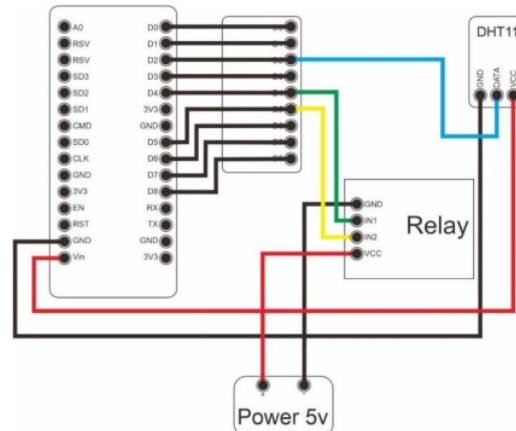 A0
RSV
RSV
SD3
SD2
SD1
CMD
SD0
CLK
GND
3V3
EN
RST
GND
Vin
D0
D1
D2
D3
D4
3V3
GND
D5
D6
D7
D8
RX
TX
GND
3V3
DHT11
GND
DATA
VCC
GND
IN1
IN2
VCC
Relay
Power 5v